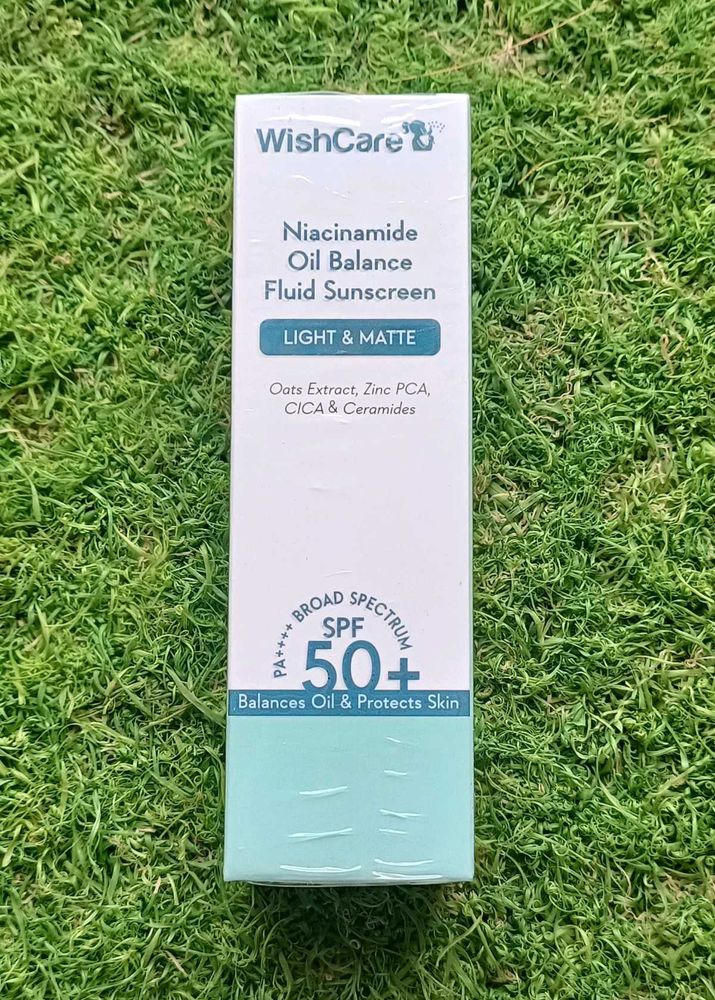 WishCare
Niacinamide
Oil Balance
Fluid Sunscreen
LIGHT & MATTE
Oats Extract, Zinc PCA,
CICA & Ceramides
PA++++ BROAD SPECTRUM
SPF
50+
Balances Oil & Protects Skin